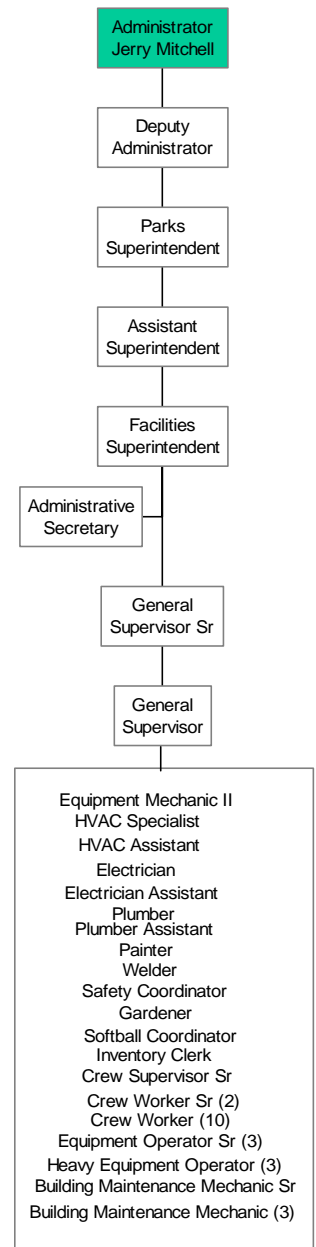 Administrator
Jerry Mitchell
Deputy
Administrator
Parks
Superintendent
Assistant
Superintendent
Facilities
Superintendent
Administrative
Secretary
General
Supervisor Sr
General
Supervisor
Equipment Mechanic II
HVAC Specialist
HVAC Assistant
Electrician
Electrician Assistant
Plumber
Plumber Assistant
Painter
Welder
Safety Coordinator
Gardener
Softball Coordinator
Inventory Clerk
Crew Supervisor Sr
Crew Worker Sr (2)
Crew Worker (10)
Equipment Operator Sr (3)
Heavy Equipment Operator (3)
Building Maintenance Mechanic Sr
Building Maintenance Mechanic (3)